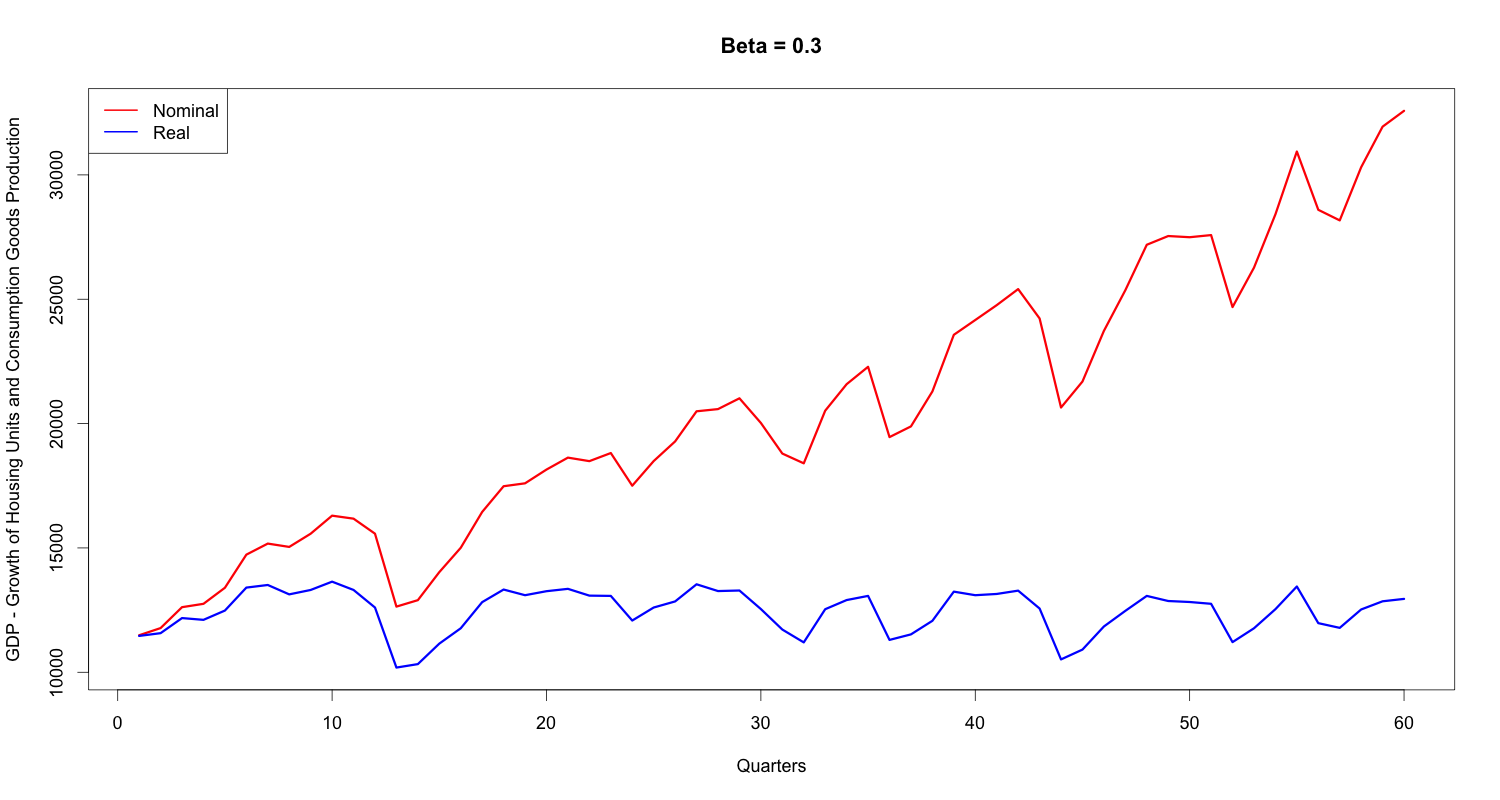 Beta = 0.3
Nominal
Real
GDP - Growth of Housing Units and Consumption Goods Production
30000
25000
20000
15000
10000
0 10 20 30 40 50 60
Quarters